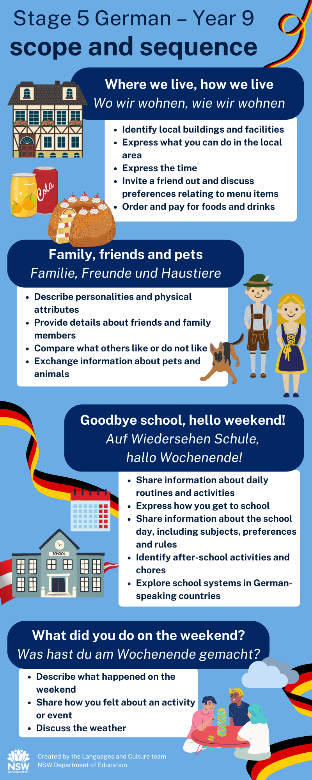 Stage 5 German – Year 9
scope and sequence
Where we live, how we live
Wo wir wohnen, wie wir wohnen
• Identify local buildings and facilities
• Express what you can do in the local
area
• Express the time
• Invite a friend out and discuss
preferences relating to menu items
• Order and pay for foods and drinks
Cola
Family, friends and pets
Familie, Freunde und Haustiere
• Describe personalities and physical
attributes
• Provide details about friends and family
members
• Compare what others like or do not like
• Exchange information about pets and
animals
Goodbye school, hello weekend!
Auf Wiedersehen Schule,
hallo Wochenende!
• Share information about daily
routines and activities
• Express how you get to school
• Share information about the school
day, including subjects, preferences
and rules
• Identify after-school activities and
chores
• Explore school systems in German-
speaking countries
SCHOOL
What did you do on the weekend?
Was hast du am Wochenende gemacht?
• Describe what happened on the
weekend
• Share how you felt about an activity
or event
• Discuss the weather
NSW
GOVERNMENT
Created by the Languages and Culture team
NSW Department of Education